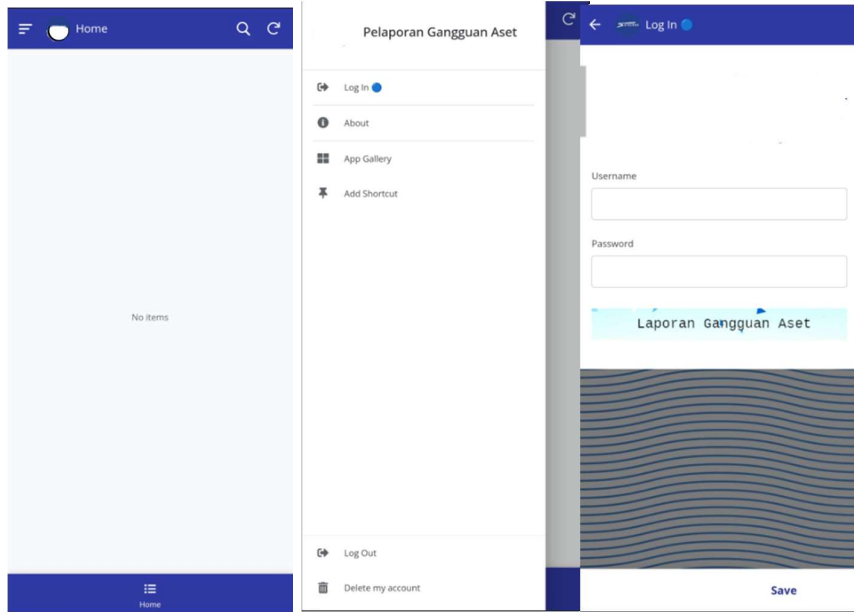 Home
No items
Home
Pelaporan Gangguan Aset
Log In
About
App Gallery
Add Shortcut
Log Out
Delete my account
Log In
Username
Password
Laporan Gangguan Aset
Save